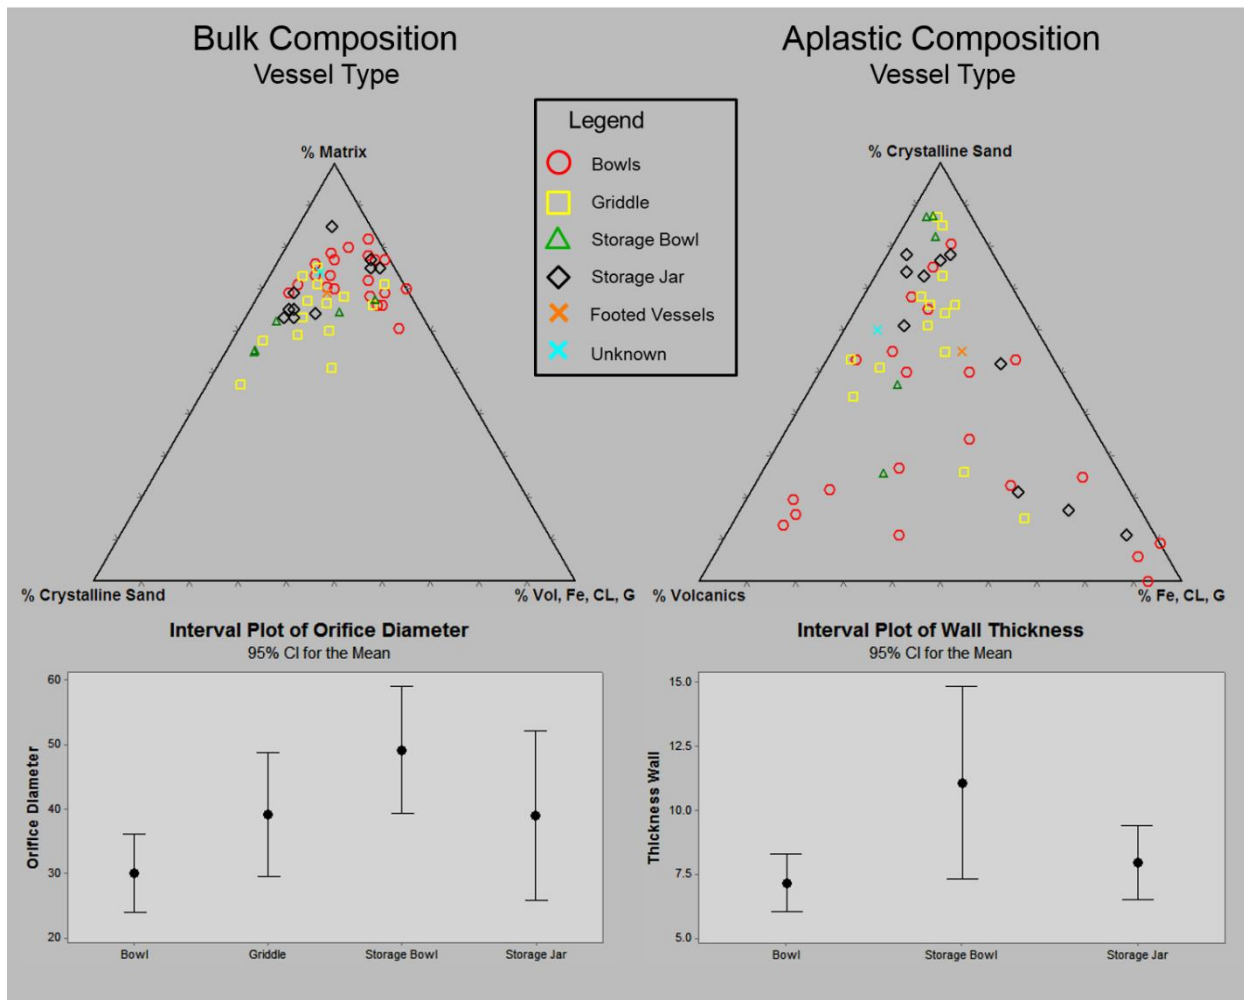 Bulk Composition
Vessel Type
Aplastic Composition
Vessel Type
Legend
Bowls
Griddle
Storage Bowl
Storage Jar
Footed Vessels
Unknown
% Matrix
% Crystalline Sand
% Vol, Fe, CL, G
% Crystalline Sand
% Volcanics
% Fe, CL, G
Interval Plot of Orifice Diameter
95% CI for the Mean
Orifice Diameter
60
50
40
30
20
Bowl
Griddle
Storage Bowl
Storage Jar
Interval Plot of Wall Thickness
95% CI for the Mean
Thickness Wall
15.0
12.5
10.0
7.5
5.0
Bowl
Storage Bowl
Storage Jar